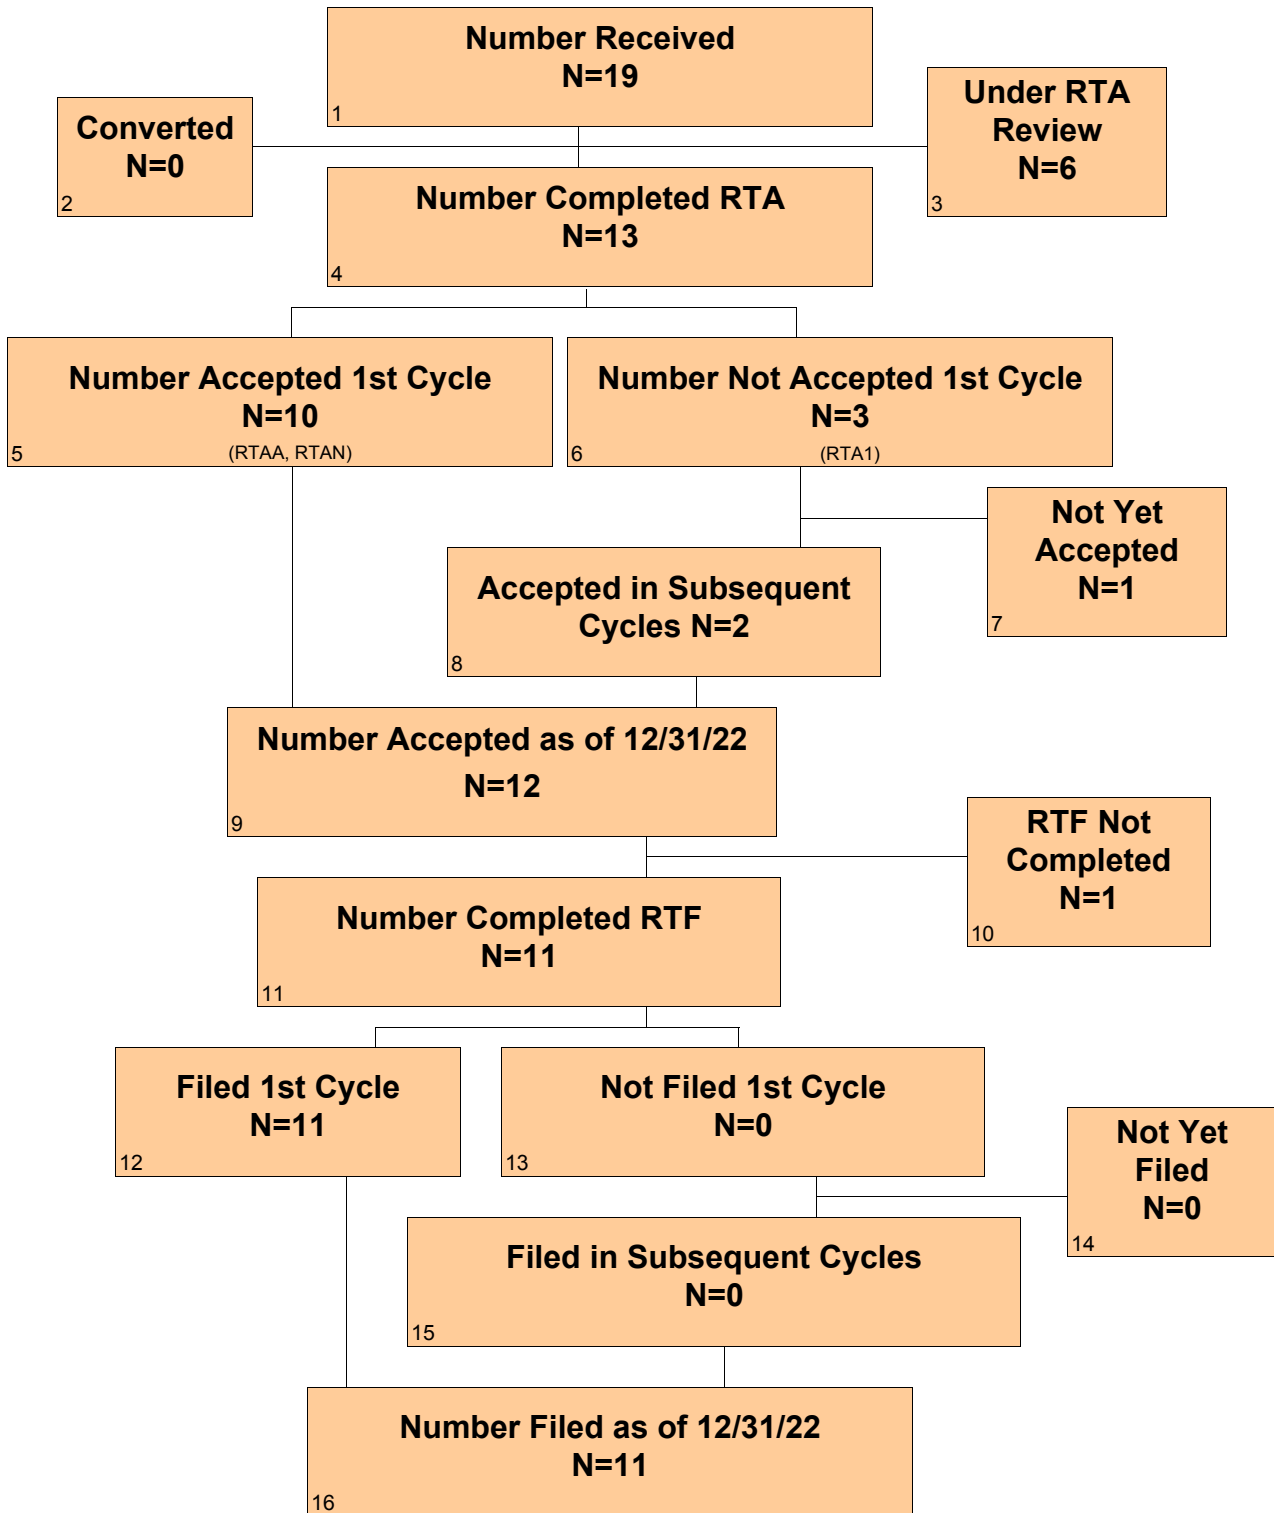 Number Received
N=19
1
Converted
N=0
2
Under RTA
Review
N=6
3
Number Completed RTA
N=13
4
Number Accepted 1st Cycle
N=10
(RTAA, RTAN)
5
Number Not Accepted 1st Cycle
N=3
(RTA1)
6
Not Yet
Accepted
N=1
7
Accepted in Subsequent
Cycles N=2
8
Number Accepted as of 12/31/22
N=12
9
RTF Not
Completed
N=1
10
Number Completed RTF
N=11
11
Filed 1st Cycle
N=11
12
Not Filed 1st Cycle
N=0
13
Not Yet
Filed
N=0
14
Filed in Subsequent Cycles
N=0
15
Number Filed as of 12/31/22
N=11
16